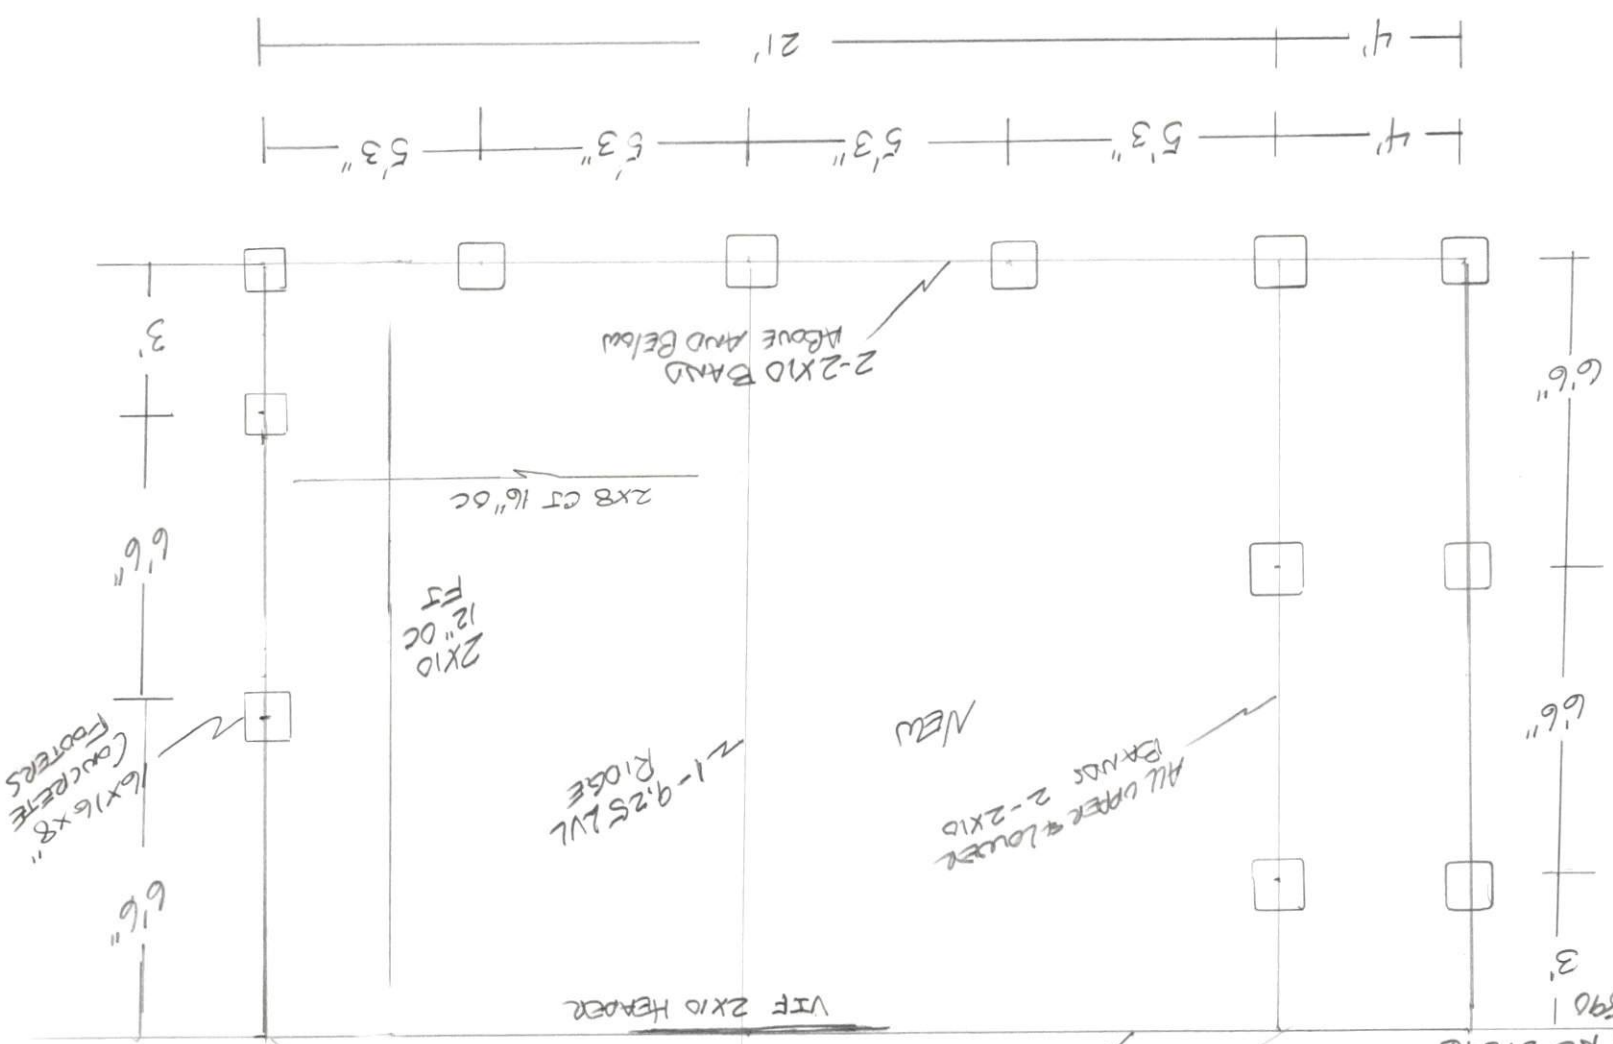 VIF 2X10 HEADER
3'
6'6"
6'6"
ALL UPPER & LOWER
BANDS 2-2X10
NEW
1-9.25 LVL
RIDGE
16X16X8"
CONCRETE
FOOTERS
6'6"
6'6"
3'
2X10
12" OC
FJ
2X8 CJ 16" OC
2-2X10 BAND
ABOVE AND BELOW
4'
5'3"
5'3"
5'3"
5'3"
4'
21'